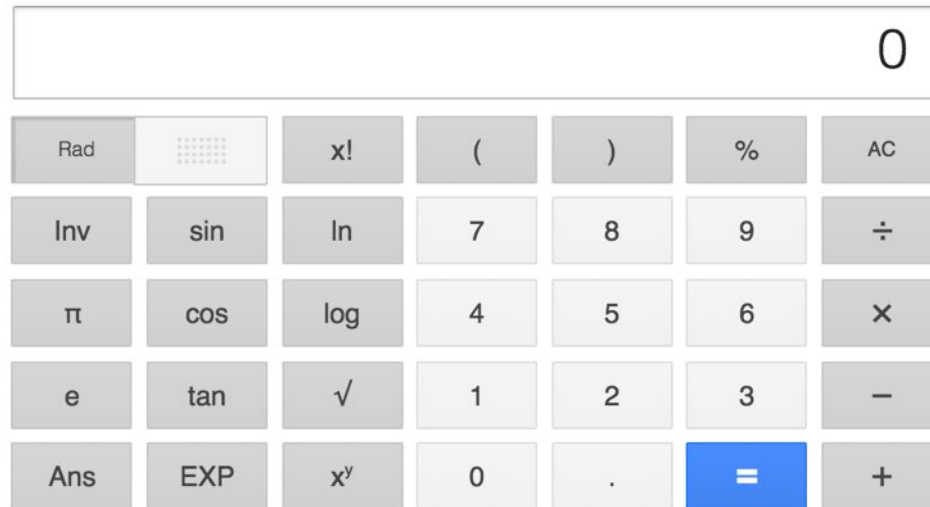 0
Rad x! ( ) % AC
Inv sin ln 7 8 9 ÷
π cos log 4 5 6 ×
e tan √ 1 2 3 −
Ans EXP xʸ 0 . = +